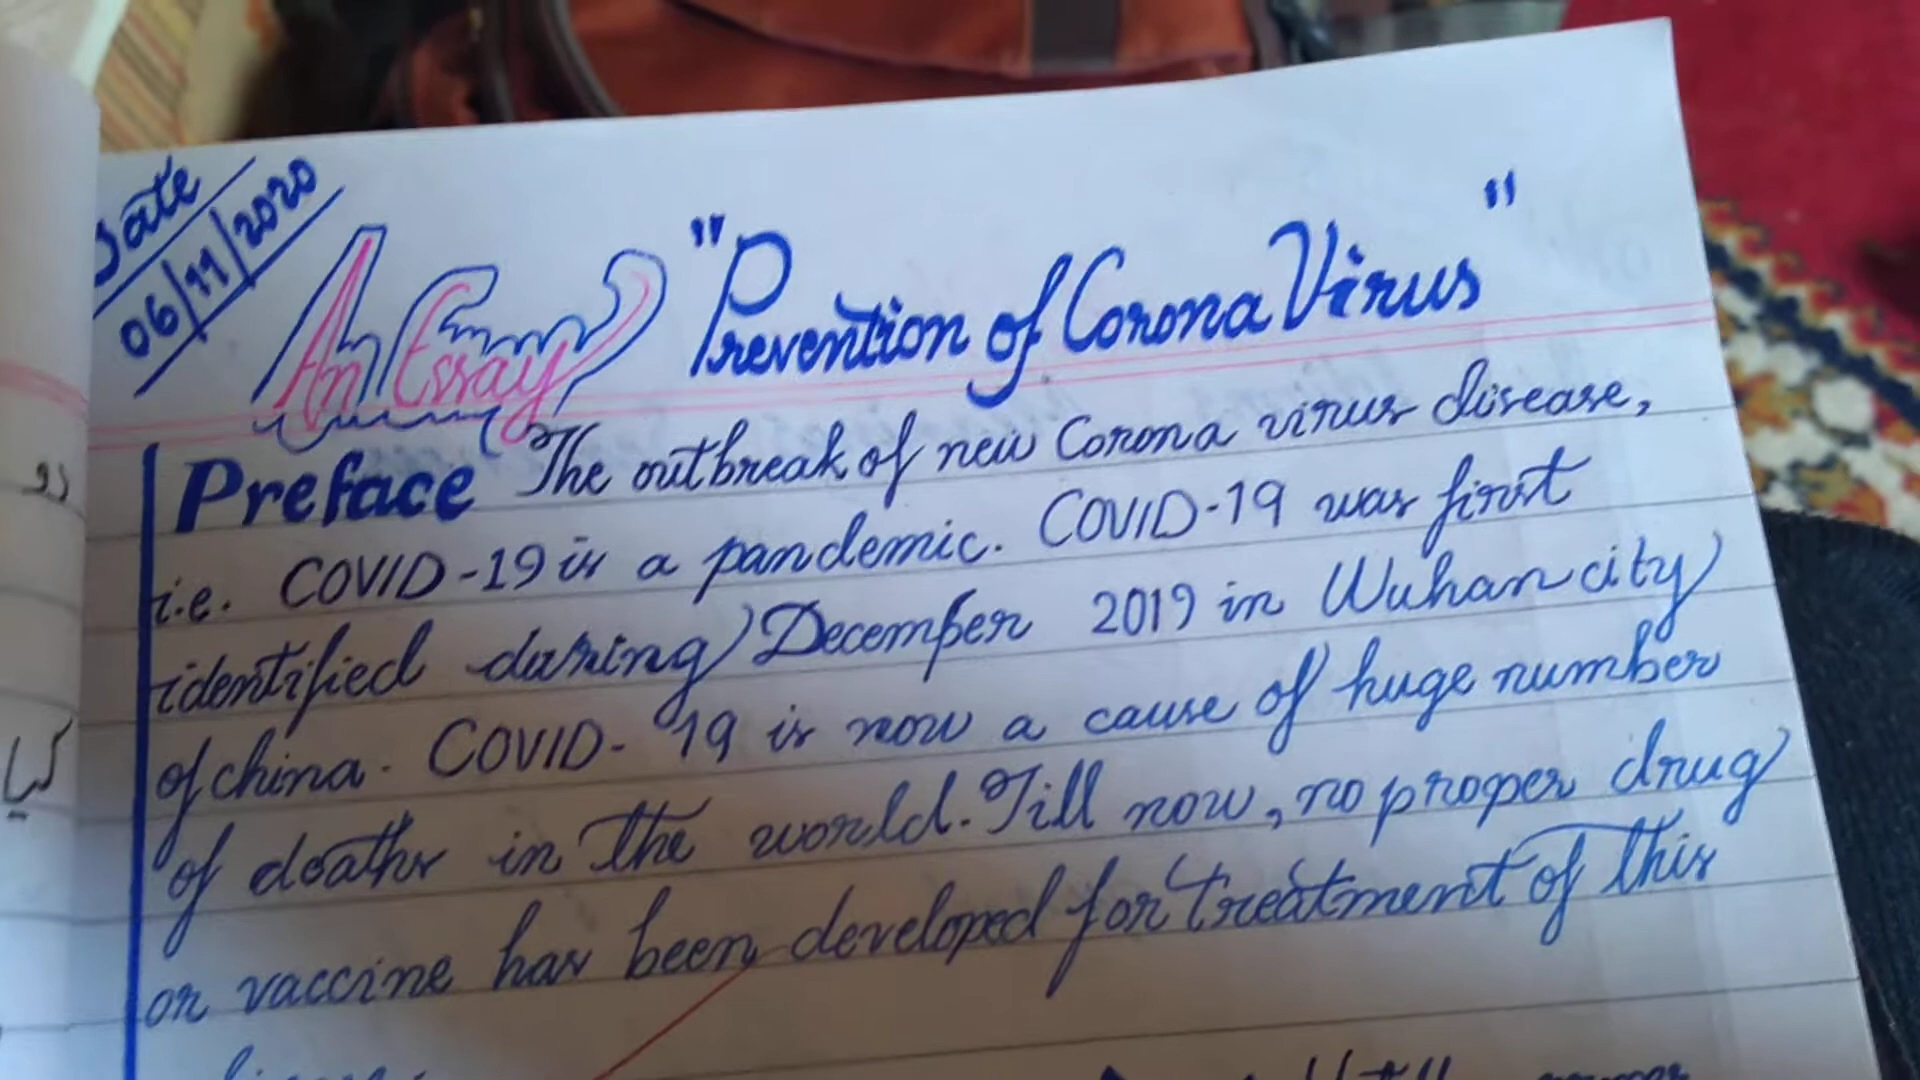 Date
06/11/2020
An Essay "Prevention of Corona Virus"
Preface The outbreak of new Corona virus disease,
i.e. COVID-19 is a pandemic. COVID-19 was first
identified during December 2019 in Wuhan city
of china. COVID-19 is now a cause of huge number
of deaths in the world. Till now, no proper drug
or vaccine has been developed for treatment of this